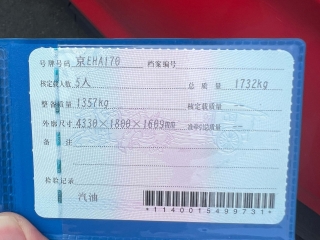 号牌号码 京EHA170 档案编号
核定载人数 5人 总质量 1732kg
整备质量 1357kg 核定载质量 --
外廓尺寸 4330×1800×1609mm 准牵引总质量 --
备注
检验记录
汽油
*1140015499731*